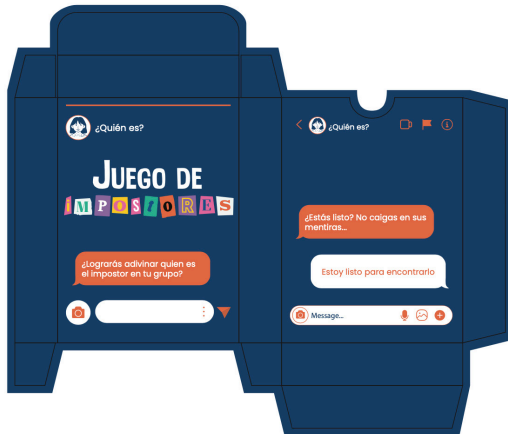 ¿Quién es?
JUEGO DE
IMPOSTORES
¿Lograrás adivinar quien es
el impostor en tu grupo?
¿Quién es?
¿Estás listo? No caigas en sus
mentiras...
Estoy listo para encontrarlo
Message...